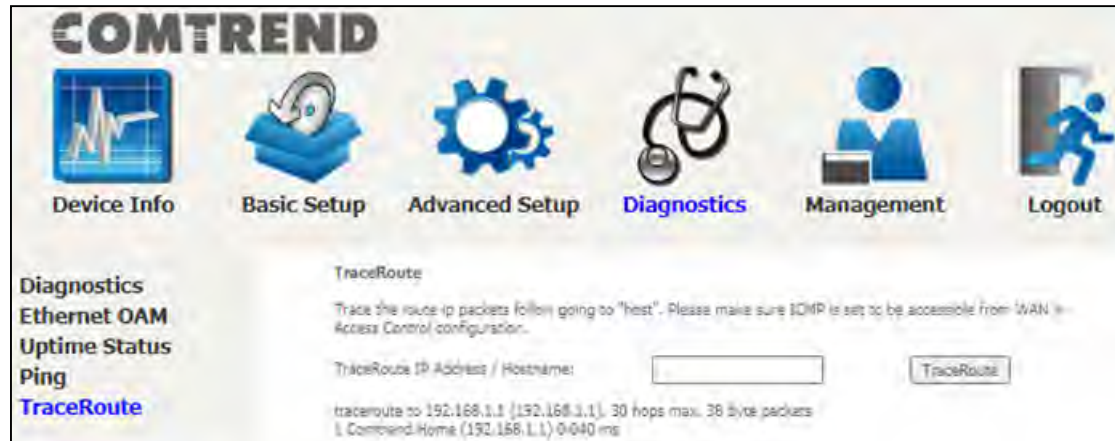 COMTREND
Device Info
Basic Setup
Advanced Setup
Diagnostics
Management
Logout
Diagnostics
Ethernet OAM
Uptime Status
Ping
TraceRoute
TraceRoute
Trace the route ip packets follow going to "host". Please make sure ICMP is set to be accessible from WAN in
Access Control configuration.
TraceRoute IP Address / Hostname:
TraceRoute
traceroute to 192.168.1.1 (192.168.1.1), 30 hops max, 38 byte packets
1 Comtrend.Home (192.168.1.1) 0.040 ms